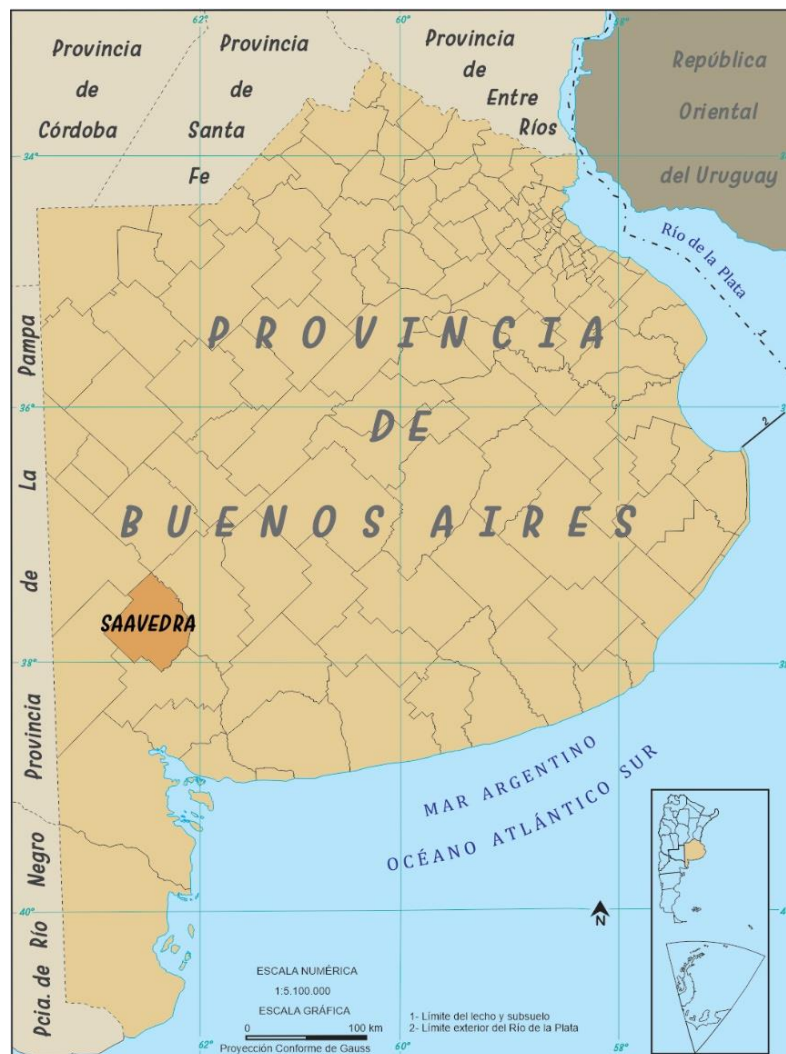 62°
60°
58°
Provincia
de
Córdoba
Provincia
de
Santa
Fe
Provincia
de
Entre
Ríos
República
Oriental
del Uruguay
34°
Río de la Plata
1
PROVINCIA
DE
BUENOS AIRES
36°
2
SAAVEDRA
38°
Provincia de La Pampa
MAR ARGENTINO
OCÉANO ATLÁNTICO SUR
Pcia. de Río Negro
40°
N
ESCALA NUMÉRICA
1:5.100.000
ESCALA GRÁFICA
0 100 km
Proyección Conforme de Gauss
1- Límite del lecho y subsuelo
2- Límite exterior del Río de la Plata
62°
60°
58°